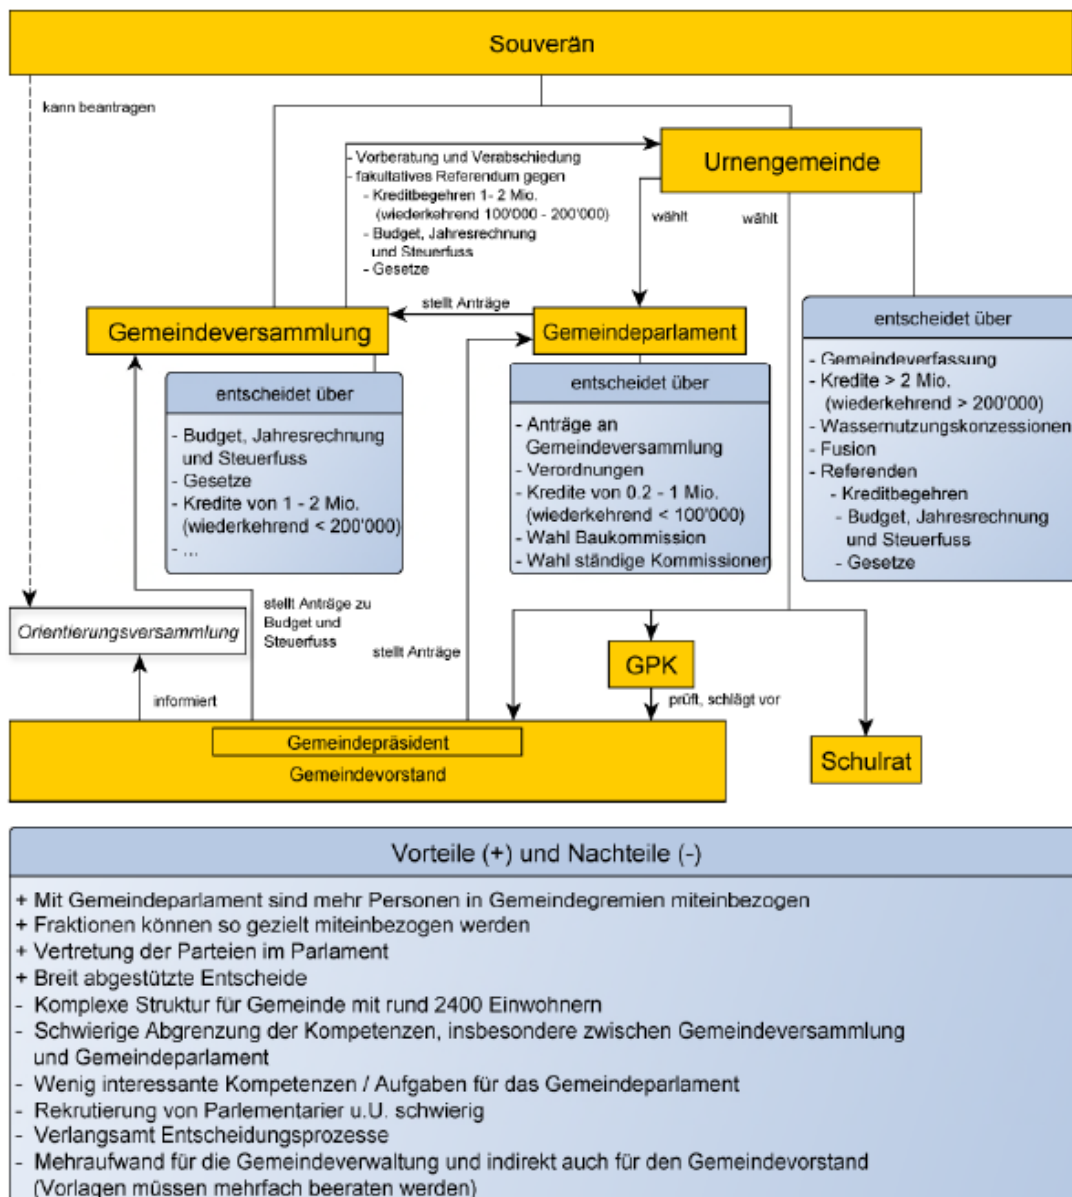 Souverän
kann beantragen
Urnengemeinde
- Vorberatung und Verabschiedung
- fakultatives Referendum gegen
- Kreditbegehren 1- 2 Mio.
(wiederkehrend 100'000 - 200'000)
- Budget, Jahresrechnung
und Steuerfuss
- Gesetze
wählt
wählt
stellt Anträge
Gemeindeversammlung
Gemeindeparlament
entscheidet über
- Budget, Jahresrechnung
und Steuerfuss
- Gesetze
- Kredite von 1 - 2 Mio.
(wiederkehrend < 200'000)
- ...
entscheidet über
- Anträge an
Gemeindeversammlung
- Verordnungen
- Kredite von 0.2 - 1 Mio.
(wiederkehrend < 100'000)
- Wahl Baukommission
- Wahl ständige Kommissionen
entscheidet über
- Gemeindeverfassung
- Kredite > 2 Mio.
(wiederkehrend > 200'000)
- Wassernutzungskonzessionen
- Fusion
- Referenden
- Kreditbegehren
- Budget, Jahresrechnung
und Steuerfuss
- Gesetze
Orientierungsversammlung
stellt Anträge zu
Budget und
Steuerfuss
stellt Anträge
GPK
informiert
prüft, schlägt vor
Gemeindepräsident
Gemeindevorstand
Schulrat
Vorteile (+) und Nachteile (-)
+ Mit Gemeindeparlament sind mehr Personen in Gemeindegremien miteinbezogen
+ Fraktionen können so gezielt miteinbezogen werden
+ Vertretung der Parteien im Parlament
+ Breit abgestützte Entscheide
- Komplexe Struktur für Gemeinde mit rund 2400 Einwohnern
- Schwierige Abgrenzung der Kompetenzen, insbesondere zwischen Gemeindeversammlung
und Gemeindeparlament
- Wenig interessante Kompetenzen / Aufgaben für das Gemeindeparlament
- Rekrutierung von Parlementarier u.U. schwierig
- Verlangsamt Entscheidungsprozesse
- Mehraufwand für die Gemeindeverwaltung und indirekt auch für den Gemeindevorstand
(Vorlagen müssen mehrfach beeraten werden)